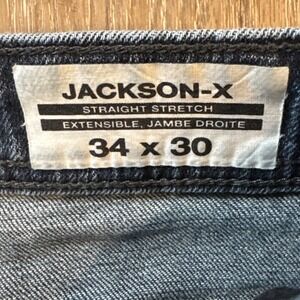 JACKSON-X
STRAIGHT STRETCH
EXTENSIBLE, JAMBE DROITE
34 x 30